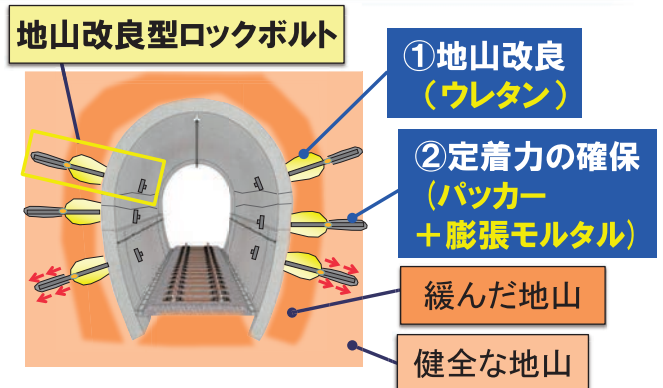 地山改良型ロックボルト
①地山改良
(ウレタン)
②定着力の確保
(パッカー
＋膨張モルタル)
緩んだ地山
健全な地山